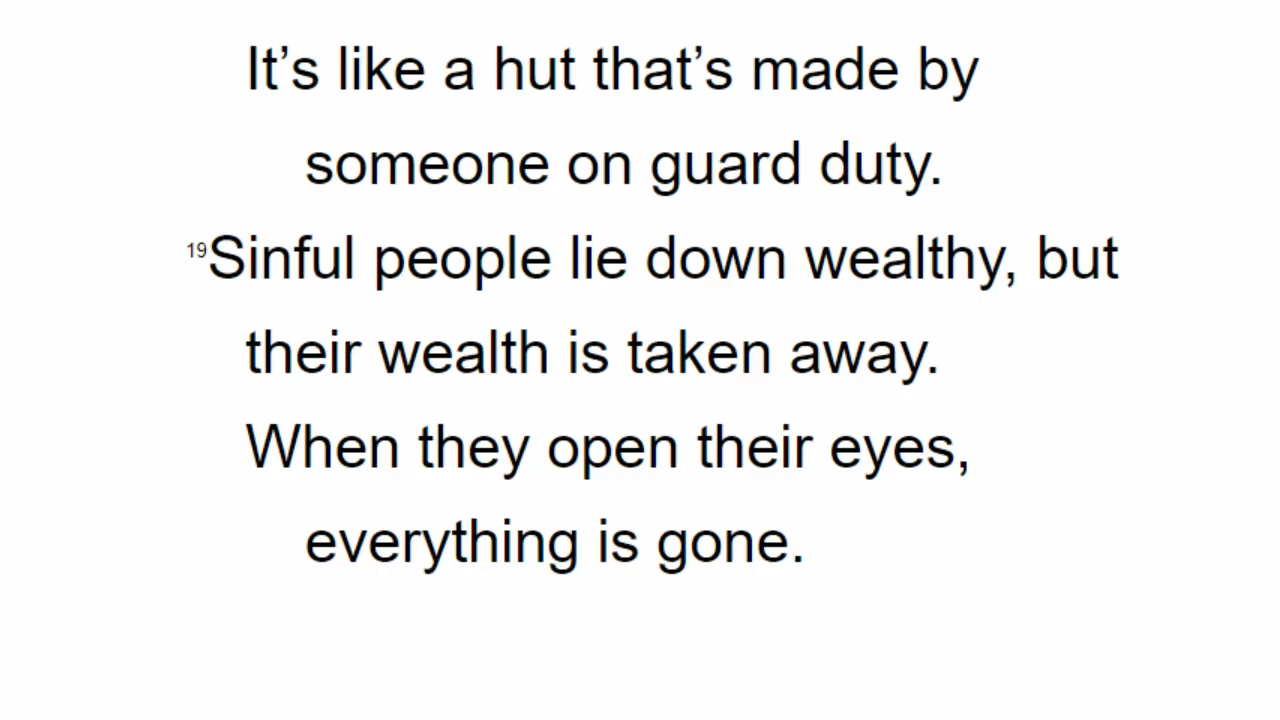 It’s like a hut that’s made by
someone on guard duty.
19Sinful people lie down wealthy, but
their wealth is taken away.
When they open their eyes,
everything is gone.